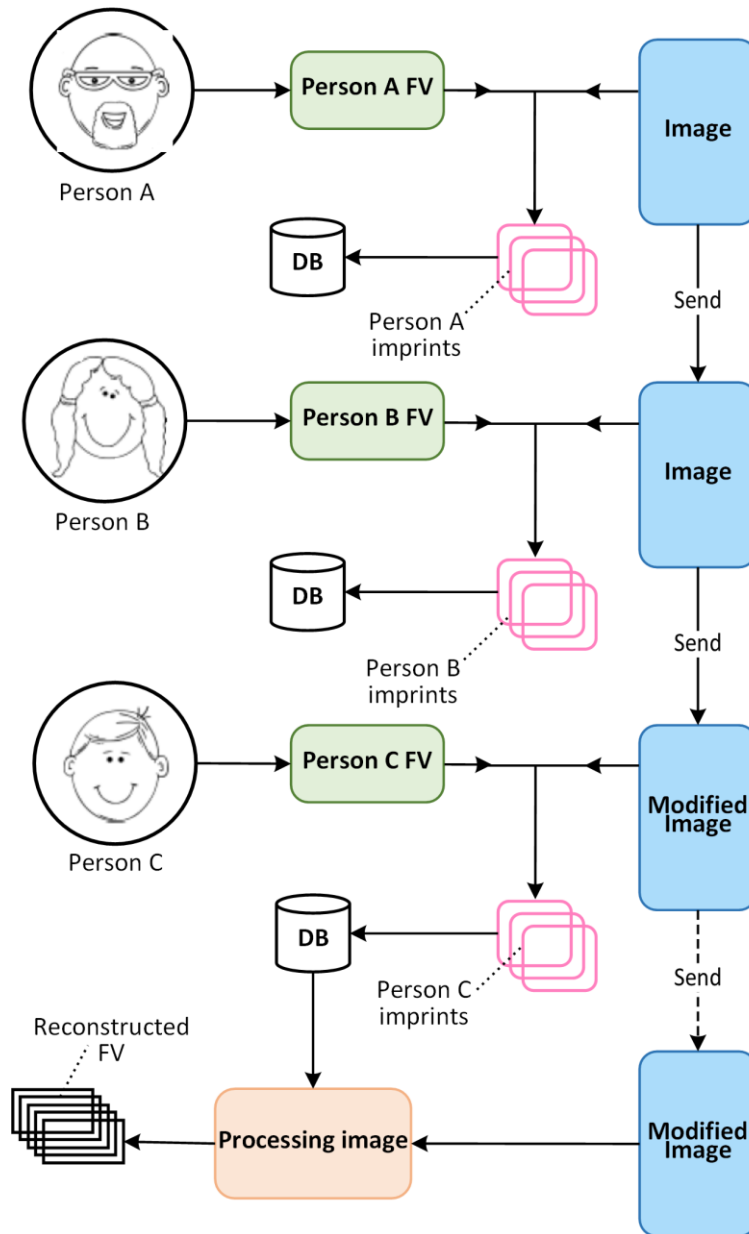 Person A FV
Image
Person A
DB
Person A
imprints
Send
Person B FV
Image
Person B
DB
Person B
imprints
Send
Person C FV
Modified
Image
Person C
DB
Person C
imprints
Send
Reconstructed
FV
Processing image
Modified
Image